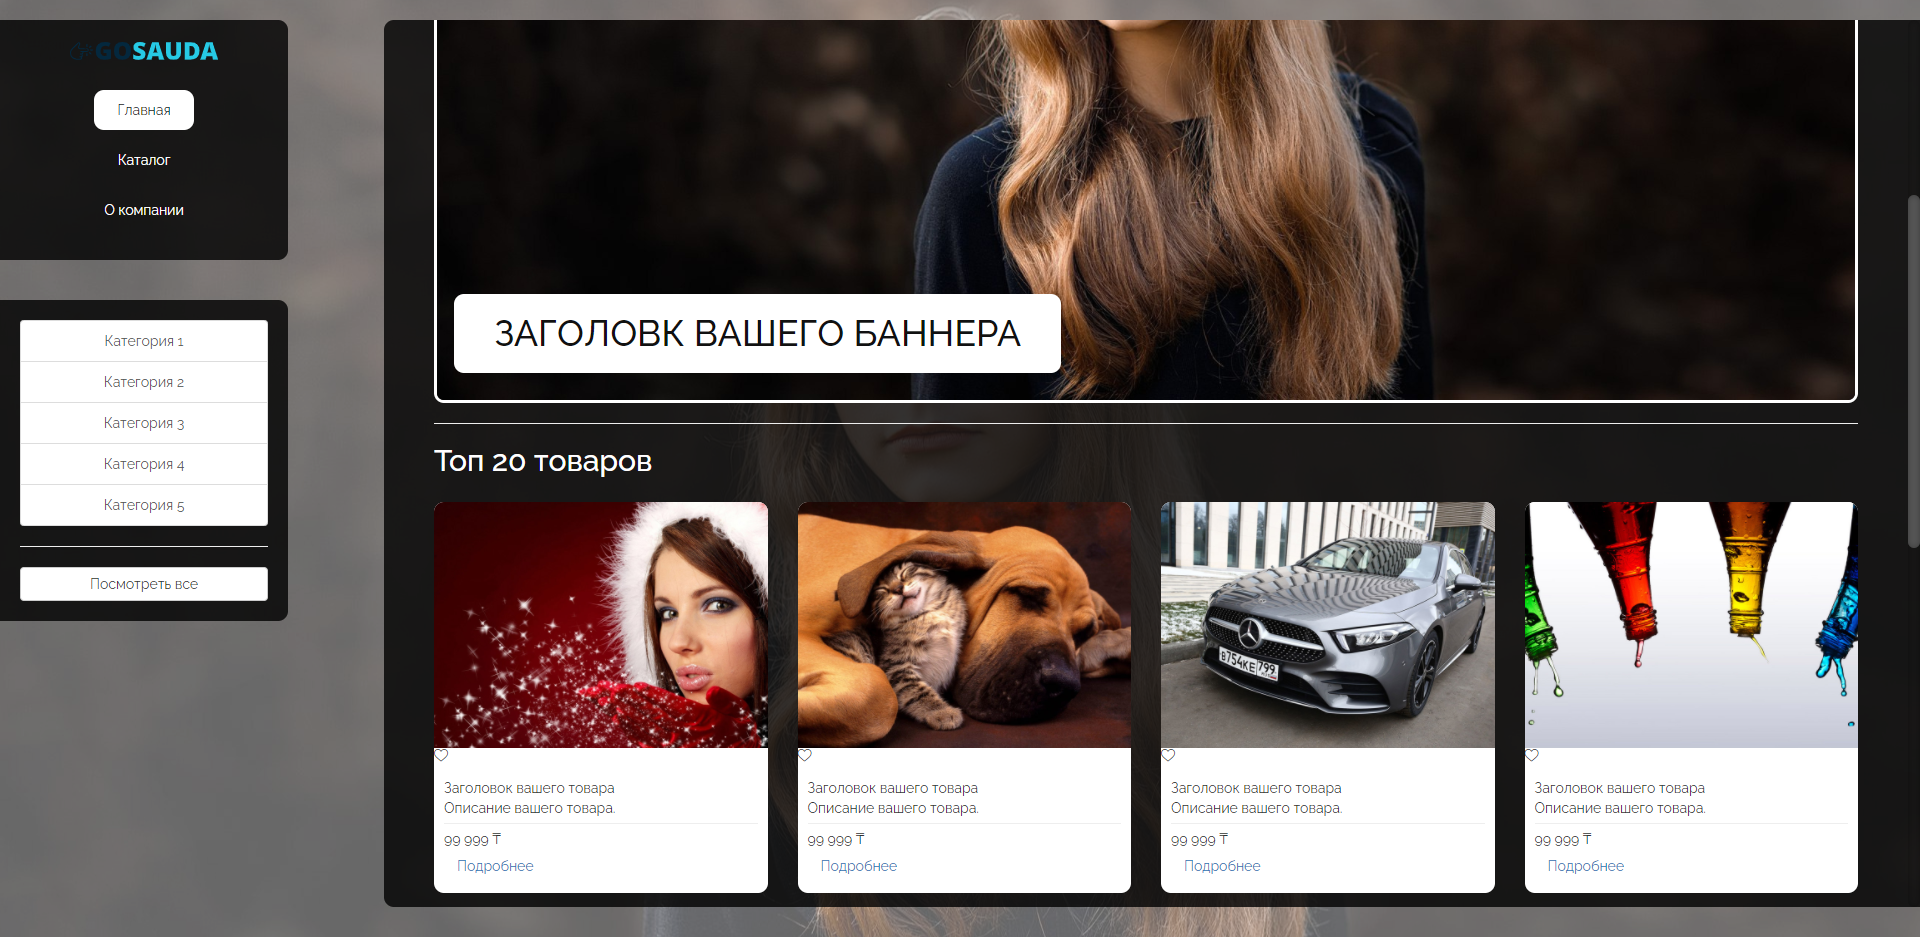 GOSAUDA
Главная
Каталог
О компании
Категория 1
Категория 2
Категория 3
Категория 4
Категория 5
Посмотреть все
ЗАГОЛОВК ВАШЕГО БАННЕРА
Топ 20 товаров
В754КЕ 799
Заголовок вашего товара
Описание вашего товара.
99 999 ₸
Подробнее
Заголовок вашего товара
Описание вашего товара.
99 999 ₸
Подробнее
Заголовок вашего товара
Описание вашего товара.
99 999 ₸
Подробнее
Заголовок вашего товара
Описание вашего товара.
99 999 ₸
Подробнее